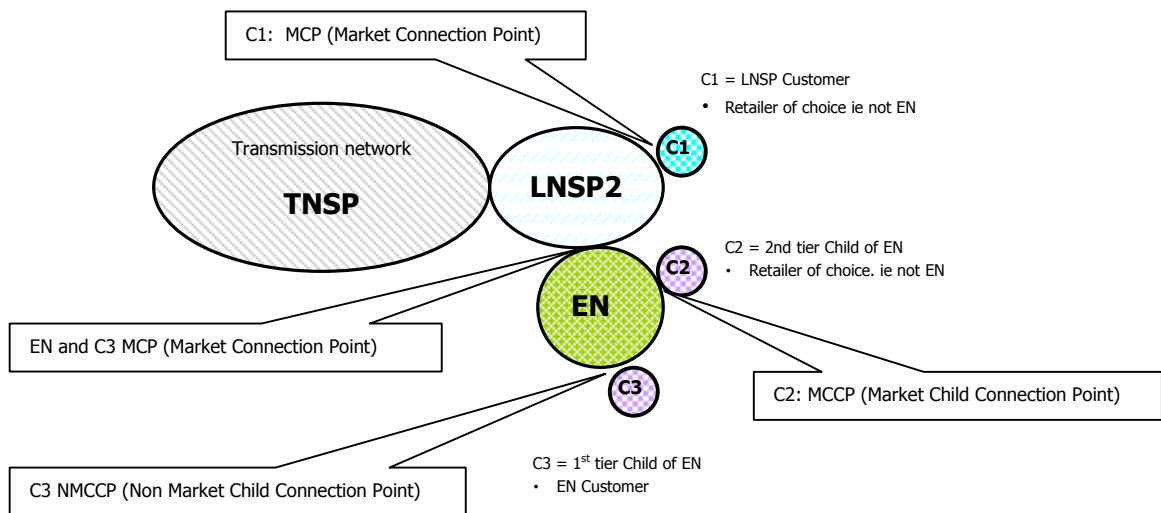 C1:  MCP (Market Connection Point)
C1 = LNSP Customer
• Retailer of choice ie not EN
Transmission network
TNSP
LNSP2
C1
C2 = 2nd tier Child of EN
• Retailer of choice. ie not EN
C2
EN
EN and C3 MCP (Market Connection Point)
C3
C2: MCCP (Market Child Connection Point)
C3 = 1st tier Child of EN
• EN Customer
C3 NMCCP (Non Market Child Connection Point)